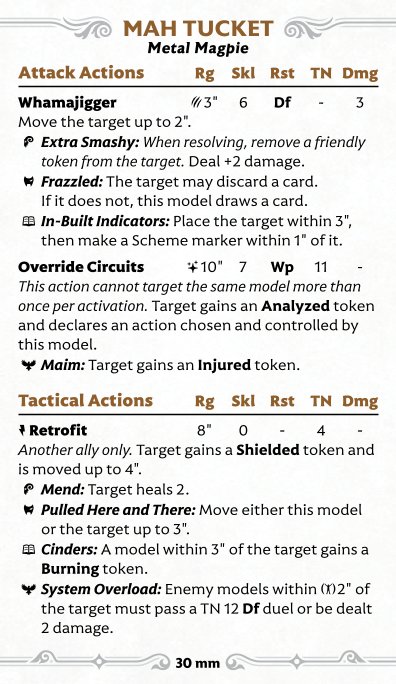 MAH TUCKET
Metal Magpie
Attack Actions Rg Skl Rst TN Dmg
Whamajigger 3" 6 Df - 3
Move the target up to 2".
Extra Smashy: When resolving, remove a friendly
token from the target. Deal +2 damage.
Frazzled: The target may discard a card.
If it does not, this model draws a card.
In-Built Indicators: Place the target within 3",
then make a Scheme marker within 1" of it.
Override Circuits 10" 7 Wp 11 -
This action cannot target the same model more than
once per activation. Target gains an Analyzed token
and declares an action chosen and controlled by
this model.
Maim: Target gains an Injured token.
Tactical Actions Rg Skl Rst TN Dmg
Retrofit 8" 0 - 4 -
Another ally only. Target gains a Shielded token and
is moved up to 4".
Mend: Target heals 2.
Pulled Here and There: Move either this model
or the target up to 3".
Cinders: A model within 3" of the target gains a
Burning token.
System Overload: Enemy models within 2" of
the target must pass a TN 12 Df duel or be dealt
2 damage.
30 mm